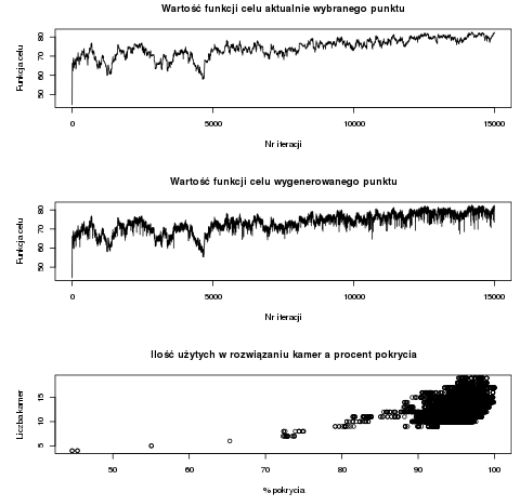 Wartość funkcji celu aktualnie wybranego punktu
Funkcja celu
50 60 70 80
0 5000 10000 15000
Nr iteracji
Wartość funkcji celu wygenerowanego punktu
Funkcja celu
50 60 70 80
0 5000 10000 15000
Nr iteracji
Ilość użytych w rozwiązaniu kamer a procent pokrycia
Liczba kamer
5 10 15
50 60 70 80 90 100
% pokrycia